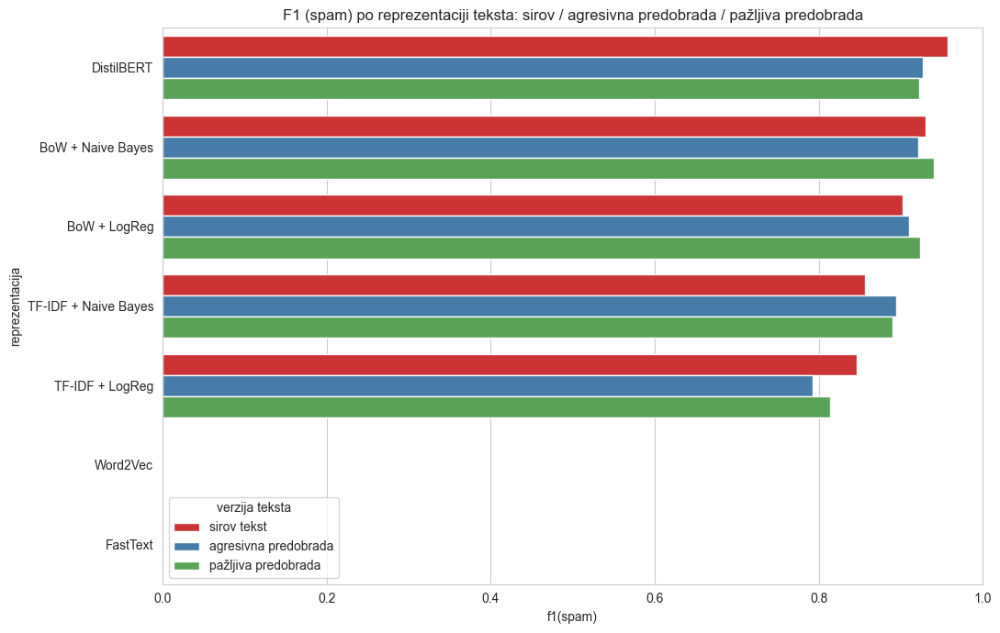 F1 (spam) po reprezentaciji teksta: sirov / agresivna predobrada / pažljiva predobrada
reprezentacija
DistilBERT
BoW + Naive Bayes
BoW + LogReg
TF-IDF + Naive Bayes
TF-IDF + LogReg
Word2Vec
FastText
verzija teksta
sirov tekst
agresivna predobrada
pažljiva predobrada
0.0 0.2 0.4 0.6 0.8 1.0
f1(spam)